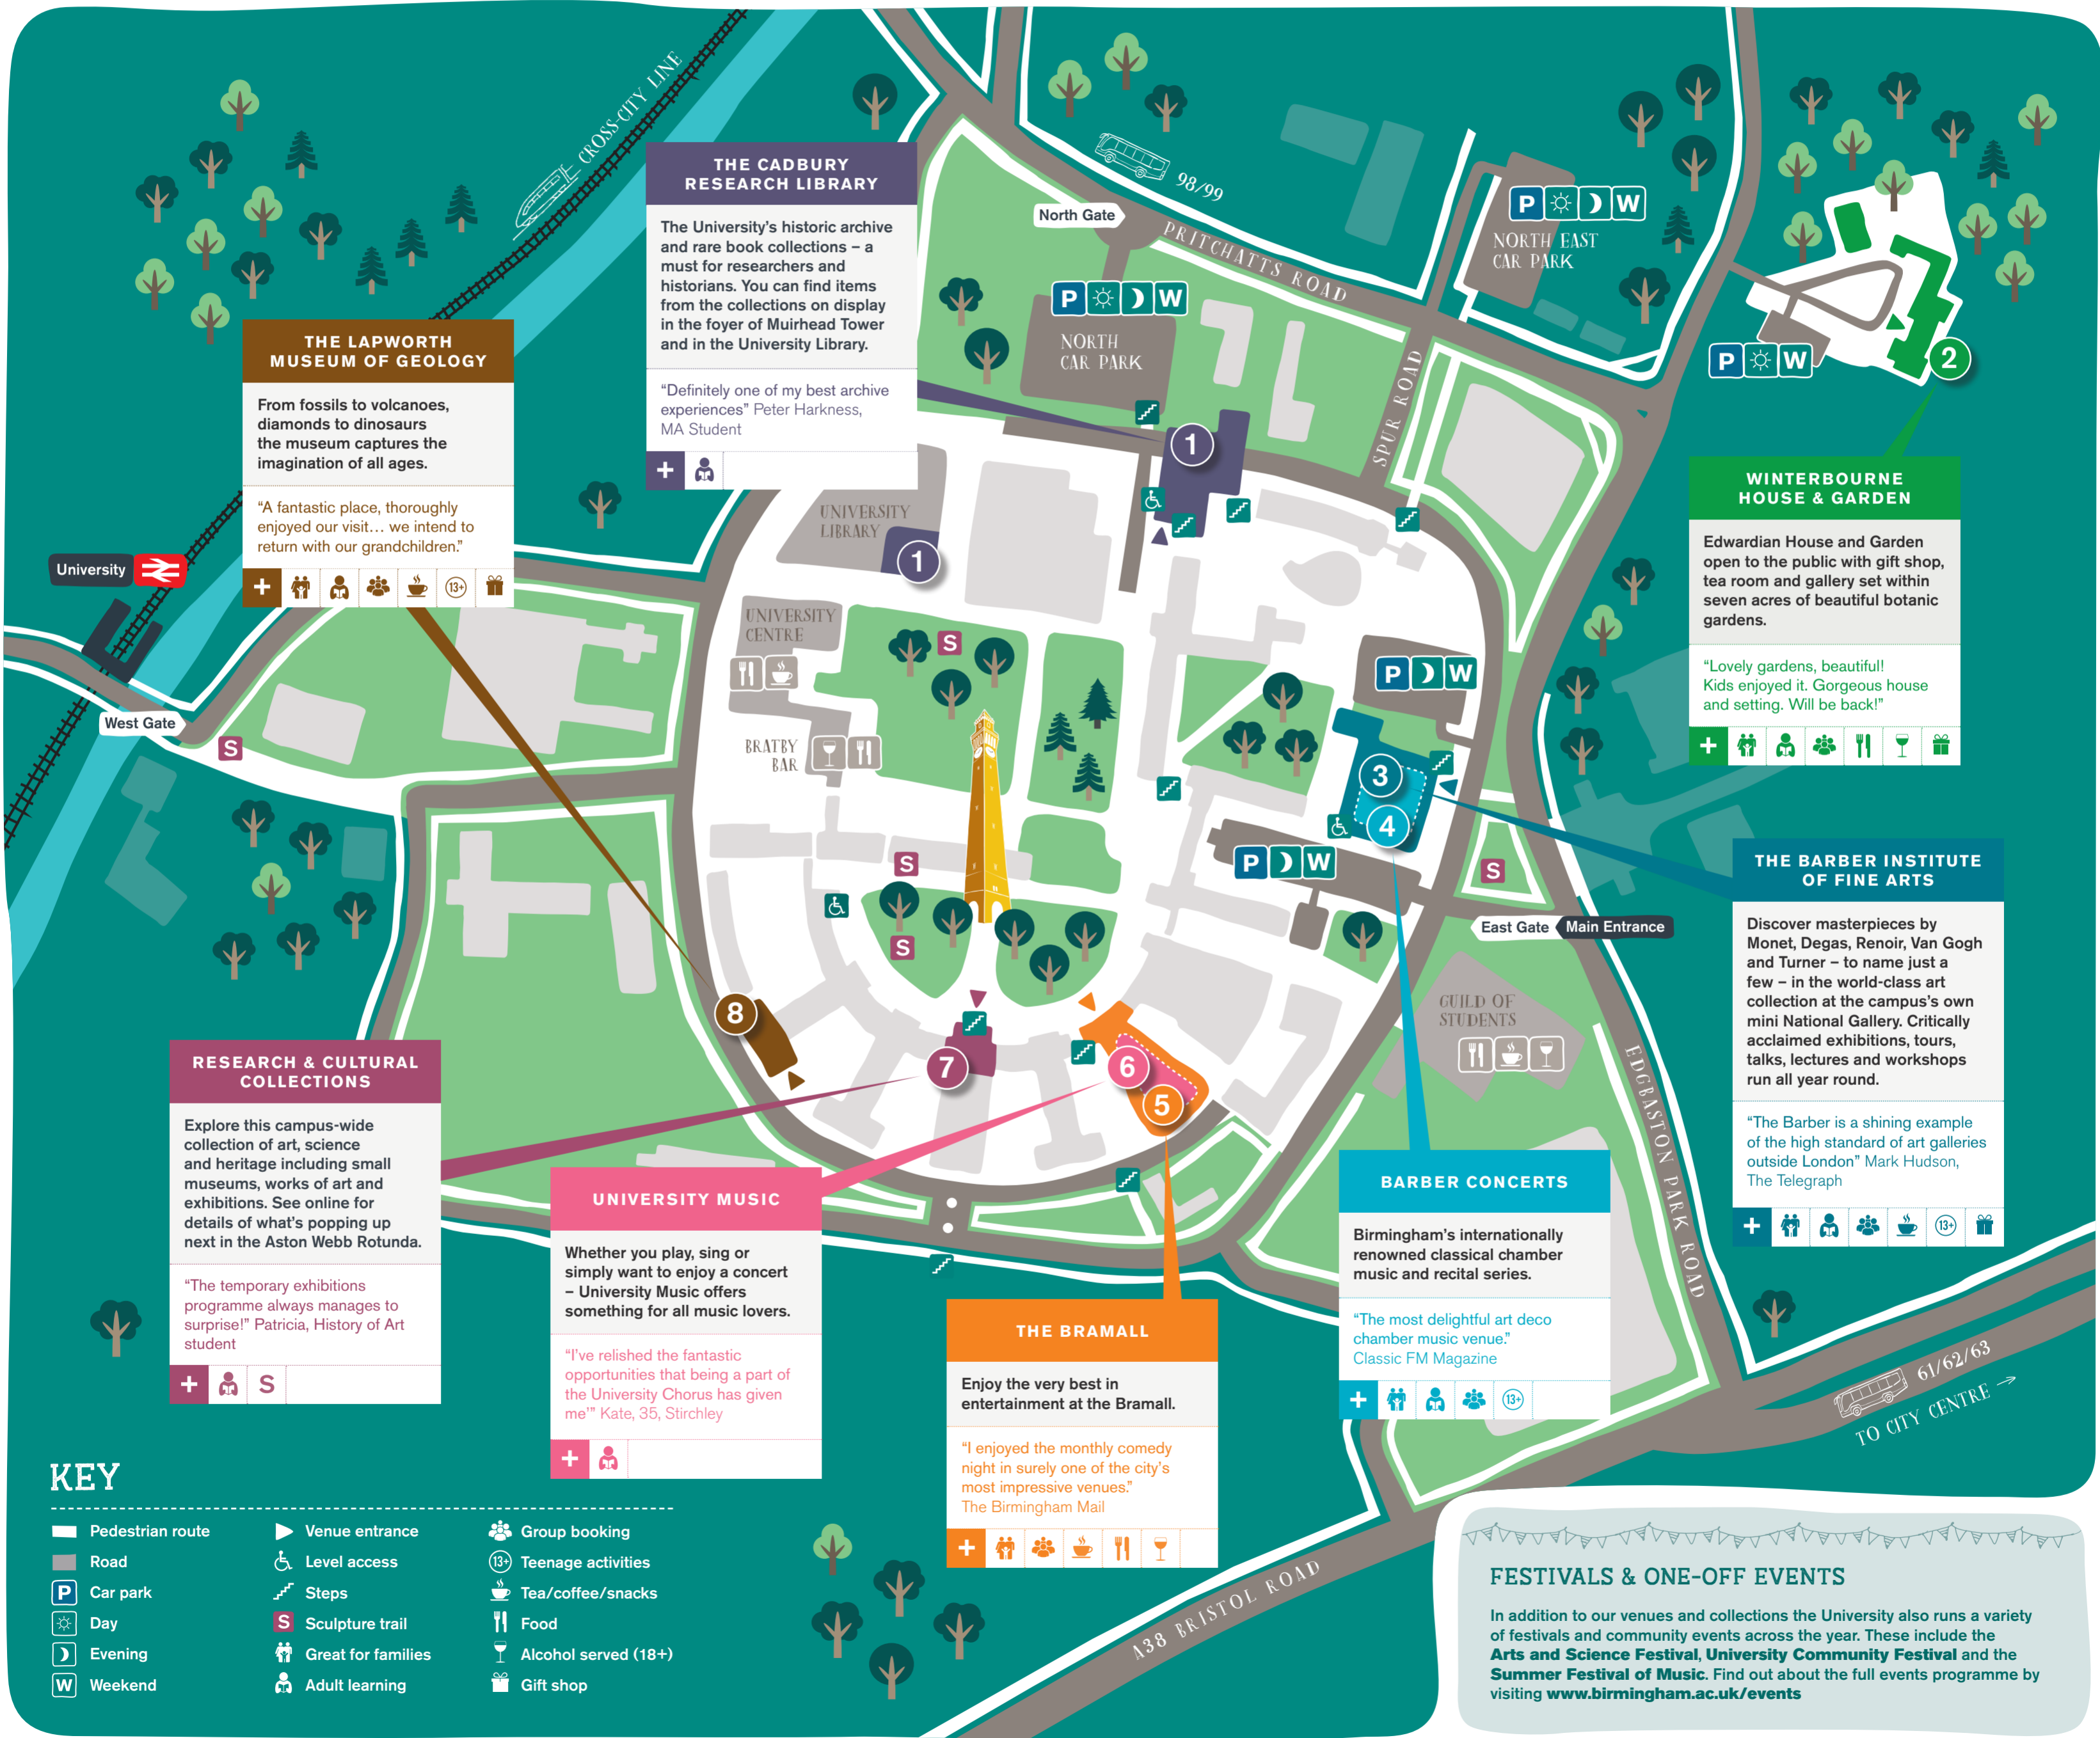 CROSS-CITY LINE
THE CADBURY
RESEARCH LIBRARY
The University's historic archive
and rare book collections – a
must for researchers and
historians. You can find items
from the collections on display
in the foyer of Muirhead Tower
and in the University Library.
“Definitely one of my best archive
experiences” Peter Harkness,
MA Student
+
98/99
North Gate
PRITCHATTS ROAD
P W
NORTH EAST
CAR PARK
P W
NORTH
CAR PARK
SPUR ROAD
P W
2
THE LAPWORTH
MUSEUM OF GEOLOGY
From fossils to volcanoes,
diamonds to dinosaurs
the museum captures the
imagination of all ages.
“A fantastic place, thoroughly
enjoyed our visit… we intend to
return with our grandchildren.”
+ 13+
1
UNIVERSITY
LIBRARY
1
WINTERBOURNE
HOUSE & GARDEN
Edwardian House and Garden
open to the public with gift shop,
tea room and gallery set within
seven acres of beautiful botanic
gardens.
“Lovely gardens, beautiful!
Kids enjoyed it. Gorgeous house
and setting. Will be back!”
+
University
West Gate
S
UNIVERSITY
CENTRE
S
BRATBY
BAR
P W
3
4
S
P W
S
S
East Gate
Main Entrance
THE BARBER INSTITUTE
OF FINE ARTS
Discover masterpieces by
Monet, Degas, Renoir, Van Gogh
and Turner – to name just a
few – in the world-class art
collection at the campus's own
mini National Gallery. Critically
acclaimed exhibitions, tours,
talks, lectures and workshops
run all year round.
“The Barber is a shining example
of the high standard of art galleries
outside London” Mark Hudson,
The Telegraph
+ 13+
GUILD OF
STUDENTS
EDGBASTON PARK ROAD
8
7
6
5
RESEARCH & CULTURAL
COLLECTIONS
Explore this campus-wide
collection of art, science
and heritage including small
museums, works of art and
exhibitions. See online for
details of what's popping up
next in the Aston Webb Rotunda.
“The temporary exhibitions
programme always manages to
surprise!” Patricia, History of Art
student
+ S
UNIVERSITY MUSIC
Whether you play, sing or
simply want to enjoy a concert
– University Music offers
something for all music lovers.
“I've relished the fantastic
opportunities that being a part of
the University Chorus has given
me’” Kate, 35, Stirchley
+
THE BRAMALL
Enjoy the very best in
entertainment at the Bramall.
“I enjoyed the monthly comedy
night in surely one of the city's
most impressive venues.”
The Birmingham Mail
+
BARBER CONCERTS
Birmingham's internationally
renowned classical chamber
music and recital series.
“The most delightful art deco
chamber music venue.”
Classic FM Magazine
+ 13+
61/62/63
TO CITY CENTRE →
A38 BRISTOL ROAD
KEY
Pedestrian route
Road
P Car park
Day
Evening
W Weekend
Venue entrance
Level access
Steps
S Sculpture trail
Great for families
Adult learning
Group booking
13+ Teenage activities
Tea/coffee/snacks
Food
Alcohol served (18+)
Gift shop
FESTIVALS & ONE-OFF EVENTS
In addition to our venues and collections the University also runs a variety
of festivals and community events across the year. These include the
Arts and Science Festival, University Community Festival and the
Summer Festival of Music. Find out about the full events programme by
visiting www.birmingham.ac.uk/events